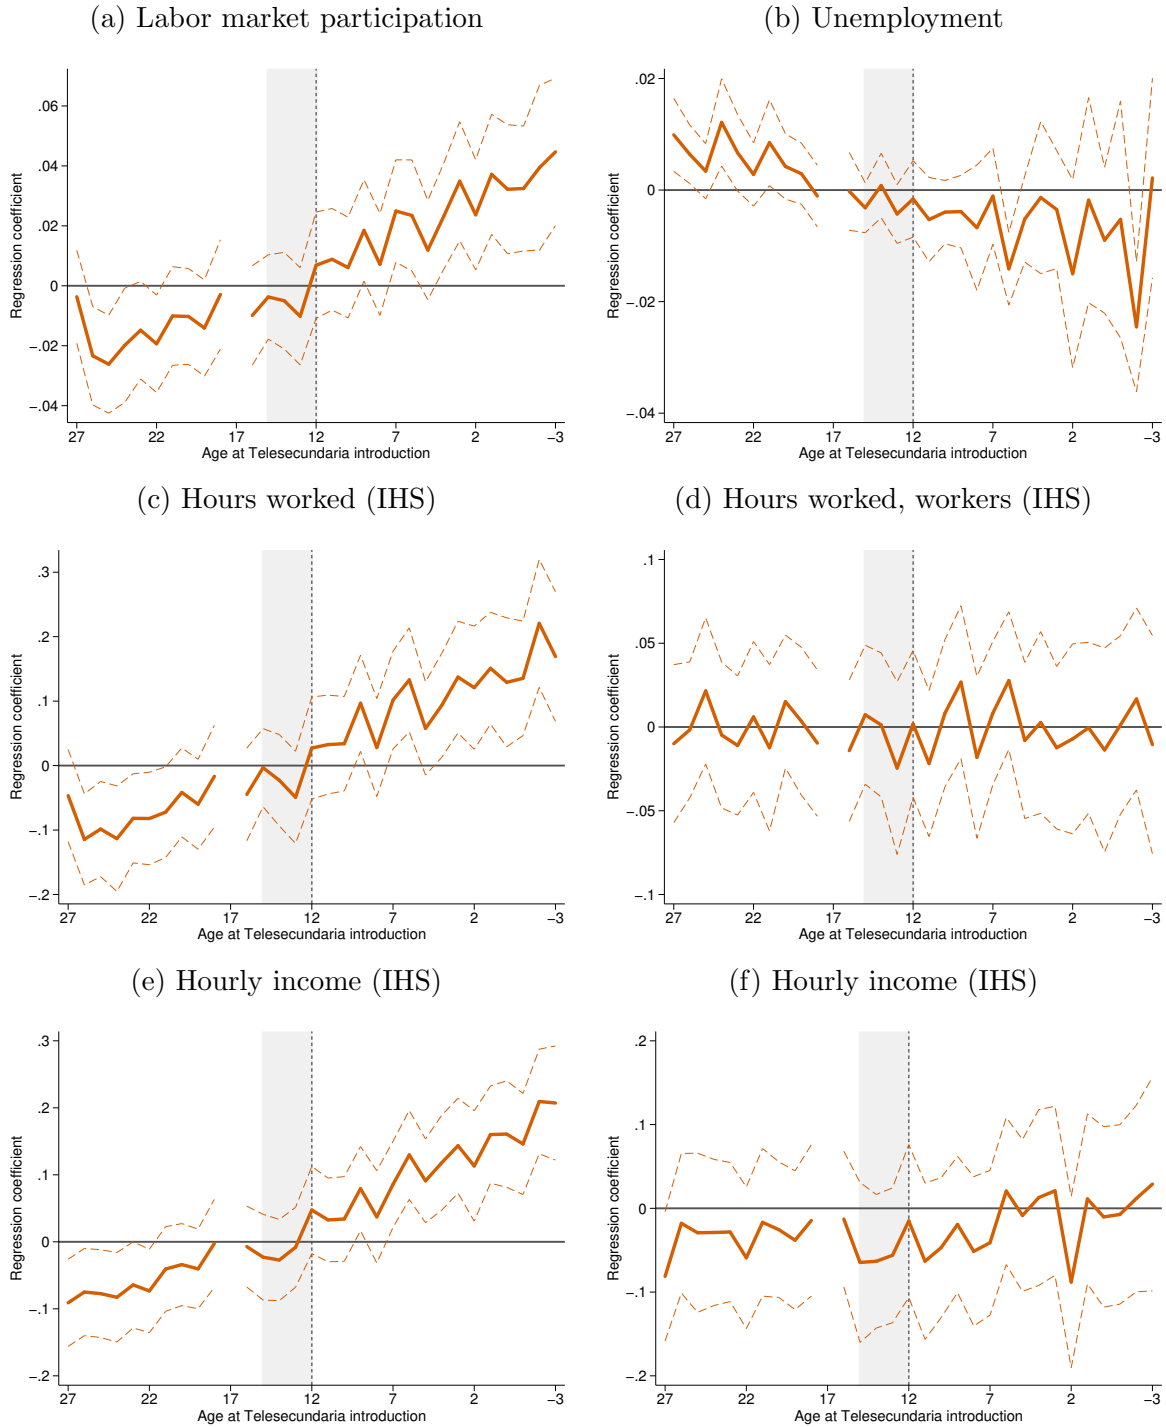 (a) Labor market participation
.06
.04
.02
0
−.02
−.04
Regression coefficient
27 22 17 12 7 2 −3
Age at Telesecundaria introduction
(b) Unemployment
.02
0
−.02
−.04
Regression coefficient
27 22 17 12 7 2 −3
Age at Telesecundaria introduction
(c) Hours worked (IHS)
.3
.2
.1
0
−.1
−.2
Regression coefficient
27 22 17 12 7 2 −3
Age at Telesecundaria introduction
(d) Hours worked, workers (IHS)
.1
.05
0
−.05
−.1
Regression coefficient
27 22 17 12 7 2 −3
Age at Telesecundaria introduction
(e) Hourly income (IHS)
.3
.2
.1
0
−.1
−.2
Regression coefficient
27 22 17 12 7 2 −3
Age at Telesecundaria introduction
(f) Hourly income (IHS)
.2
.1
0
−.1
−.2
Regression coefficient
27 22 17 12 7 2 −3
Age at Telesecundaria introduction